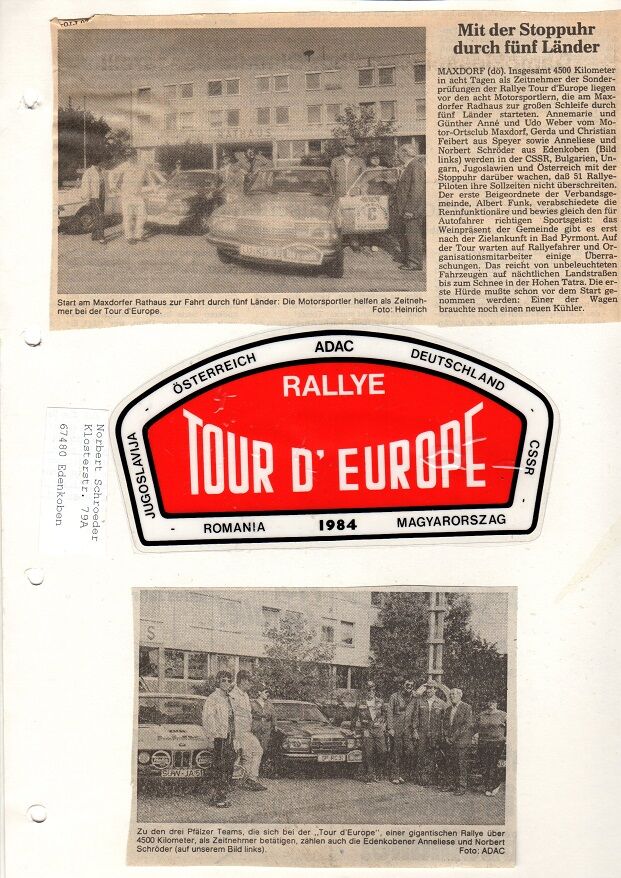 Mit der Stoppuhr
durch fünf Länder
MAXDORF (dö). Insgesamt 4500 Kilometer
in acht Tagen als Zeitnehmer der Sonder-
prüfungen der Rallye Tour d'Europe liegen
vor den acht Motorsportlern, die am Max-
dorfer Radhaus zur großen Schleife durch
fünf Länder starteten. Annemarie und
Günther Anné und Udo Weber vom Mo-
tor-Ortsclub Maxdorf, Gerda und Christian
Feibert aus Speyer sowie Anneliese und
Norbert Schröder aus Edenkoben (Bild
links) werden in der CSSR, Bulgarien, Un-
garn, Jugoslawien und Österreich mit der
Stoppuhr darüber wachen, daß 51 Rallye-
Piloten ihre Sollzeiten nicht überschreiten.
Der erste Beigeordnete der Verbandsge-
meinde, Albert Funk, verabschiedete die
Rennfunktionäre und bewies gleich den für
Autofahrer richtigen Sportsgeist: das
Weinpräsent der Gemeinde gibt es erst
nach der Zielankunft in Bad Pyrmont. Auf
der Tour warten auf Rallyefahrer und Or-
ganisationsmitarbeiter einige Überra-
schungen. Das reicht von unbeleuchteten
Fahrzeugen auf nächtlichen Landstraßen
bis zum Schnee in der Hohen Tatra. Die er-
ste Hürde mußte schon vor dem Start ge-
nommen werden: Einer der Wagen
brauchte noch einen neuen Kühler.
Start am Maxdorfer Rathaus zur Fahrt durch fünf Länder: Die Motorsportler helfen als Zeitneh-
mer bei der Tour d'Europe. Foto: Heinrich
JUGOSLAVIJA - ÖSTERREICH - ADAC - DEUTSCHLAND - CSSR -
RALLYE
TOUR D'EUROPE
- ROMANIA 1984 MAGYARORSZAG -
Norbert Schroeder
Klosterstr. 79A
67480 Edenkoben
S
Zu den drei Pfälzer Teams, die sich bei der „Tour d'Europe", einer gigantischen Rallye über
4500 Kilometer, als Zeitnehmer betätigen, zählen auch die Edenkobener Anneliese und Norbert
Schröder (auf unserem Bild links). Foto: ADAC